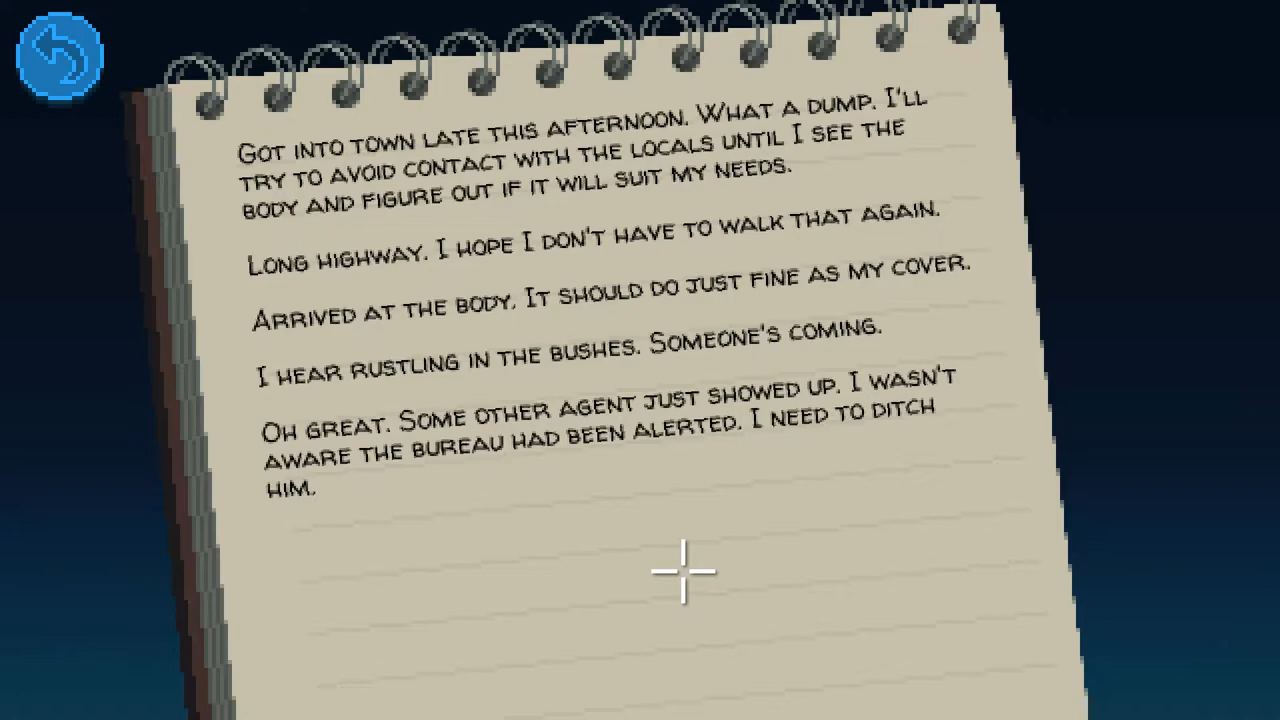 Got into town late this afternoon. What a dump. I'll
try to avoid contact with the locals until I see the
body and figure out if it will suit my needs.
Long highway. I hope I don't have to walk that again.
Arrived at the body. It should do just fine as my cover.
I hear rustling in the bushes. Someone's coming.
Oh great. Some other agent just showed up. I wasn't
aware the bureau had been alerted. I need to ditch
him.